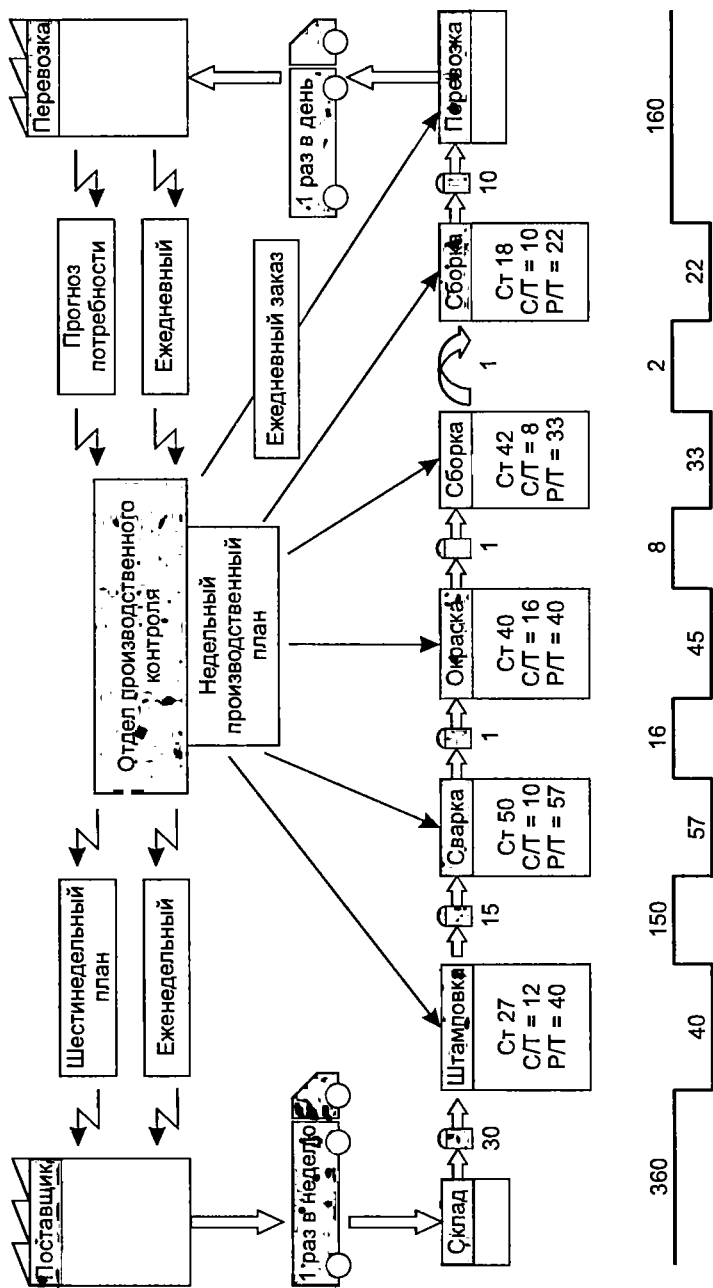 Поставщик
Шестинедельный
план
Еженедельный
Отдел производственного
контроля
Прогноз
потребности
Ежедневный
Перевозка
Недельный
производственный
план
Ежедневный заказ
1 раз в неделю
1 раз в день
Склад
30
Штамповка
Ст 27
С/Т = 12
Р/Т = 40
15
Сварка
Ст 50
С/Т = 10
Р/Т = 57
1
Окраска
Ст 40
С/Т = 16
Р/Т = 40
1
Сборка
Ст 42
С/Т = 8
Р/Т = 33
1
Сборка
Ст 18
С/Т = 10
Р/Т = 22
10
Перевозка
360
40
150
57
16
45
8
33
2
22
160